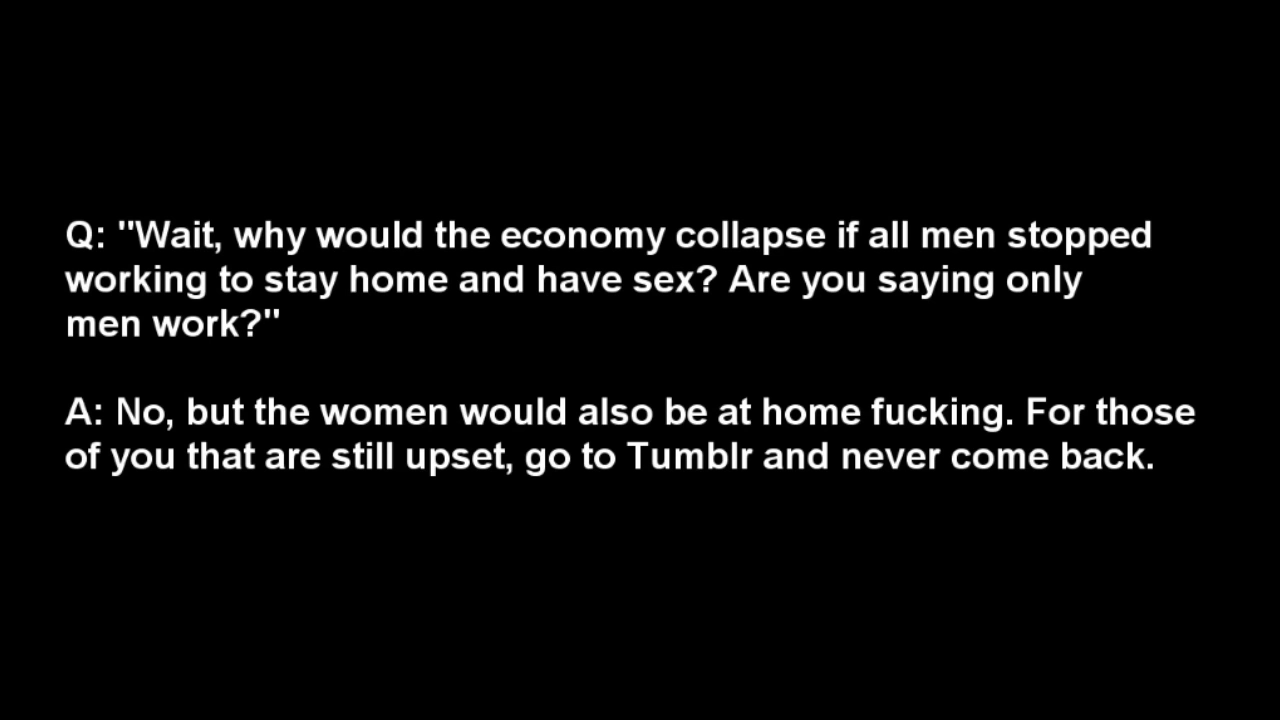 Q: "Wait, why would the economy collapse if all men stopped
working to stay home and have sex? Are you saying only
men work?"
A: No, but the women would also be at home fucking. For those
of you that are still upset, go to Tumblr and never come back.